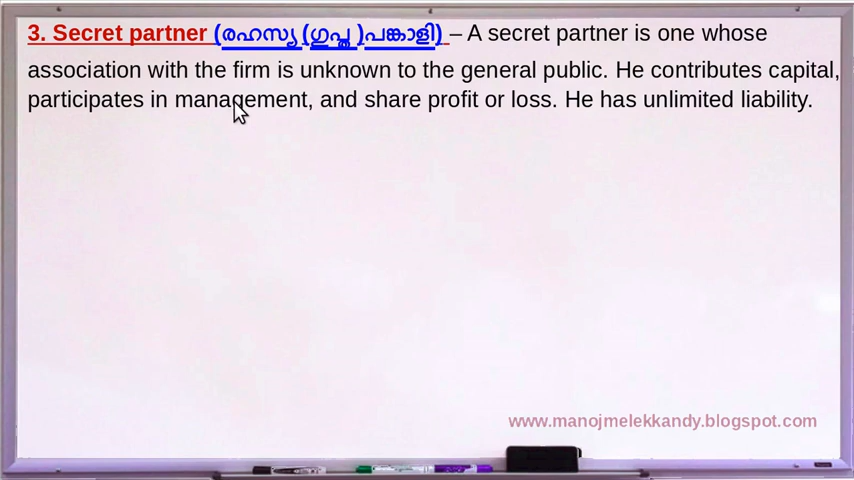 3. Secret partner (രഹസ്യ (ഗുപ്ത )പങ്കാളി) – A secret partner is one whose
association with the firm is unknown to the general public. He contributes capital,
participates in management, and share profit or loss. He has unlimited liability.
www.manojmelekkandy.blogspot.com